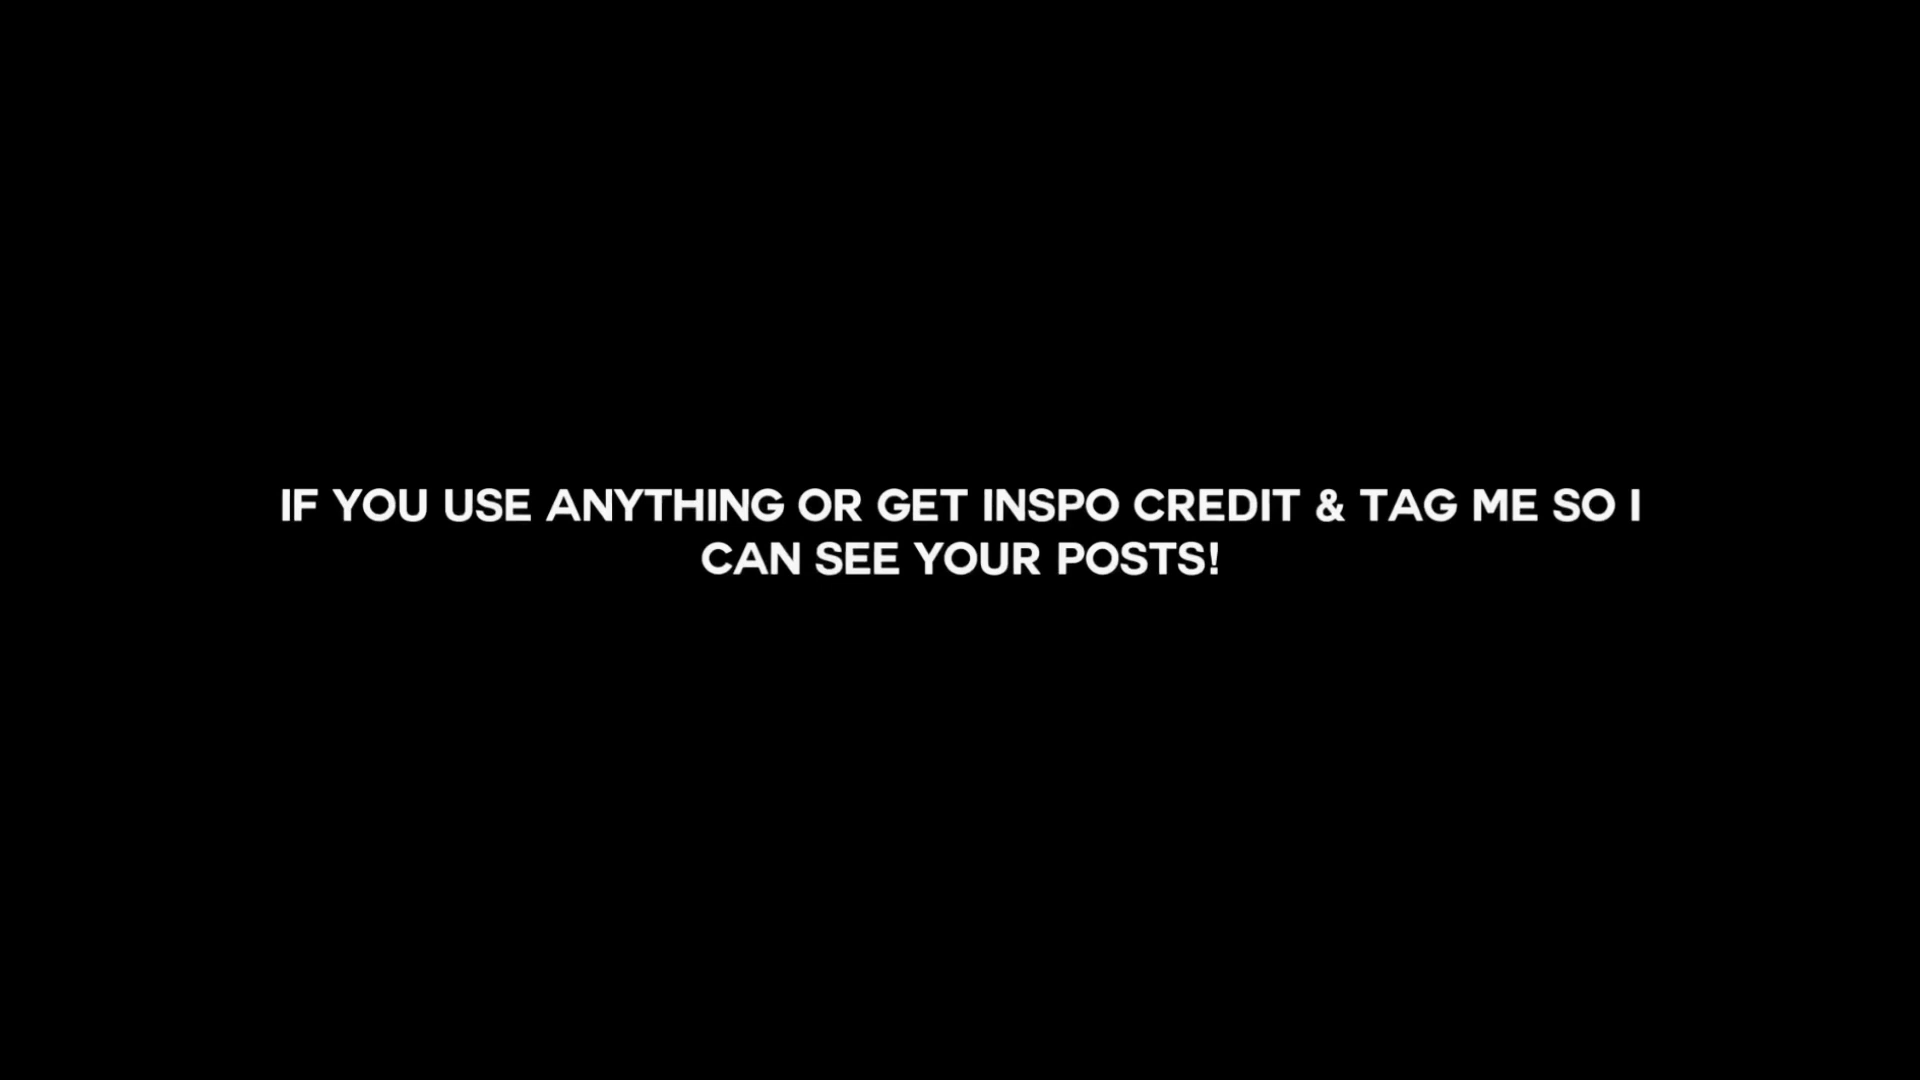 IF YOU USE ANYTHING OR GET INSPO CREDIT & TAG ME SO I
CAN SEE YOUR POSTS!